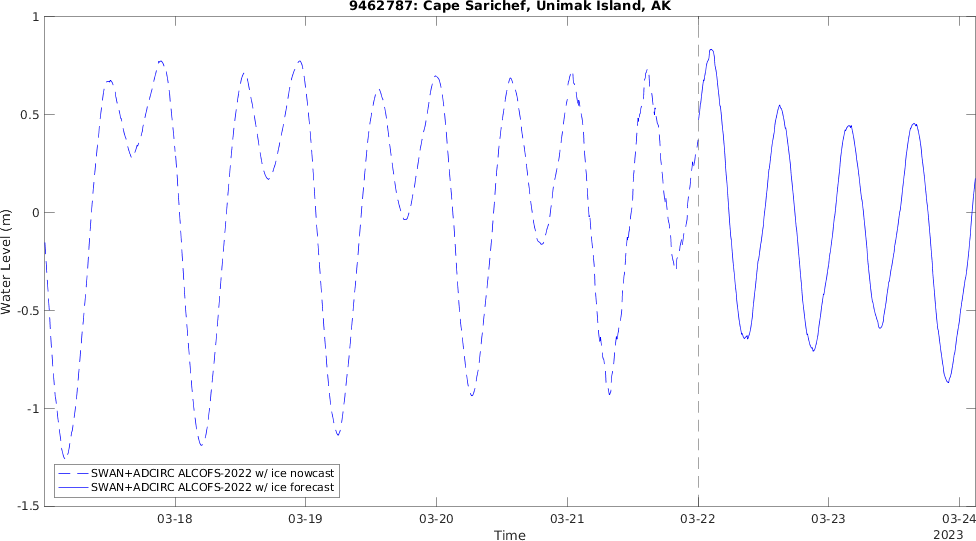 9462787: Cape Sarichef, Unimak Island, AK
1
0.5
0
-0.5
-1
-1.5
Water Level (m)
SWAN+ADCIRC ALCOFS-2022 w/ ice nowcast
SWAN+ADCIRC ALCOFS-2022 w/ ice forecast
03-18 03-19 03-20 03-21 03-22 03-23 03-24
Time
2023